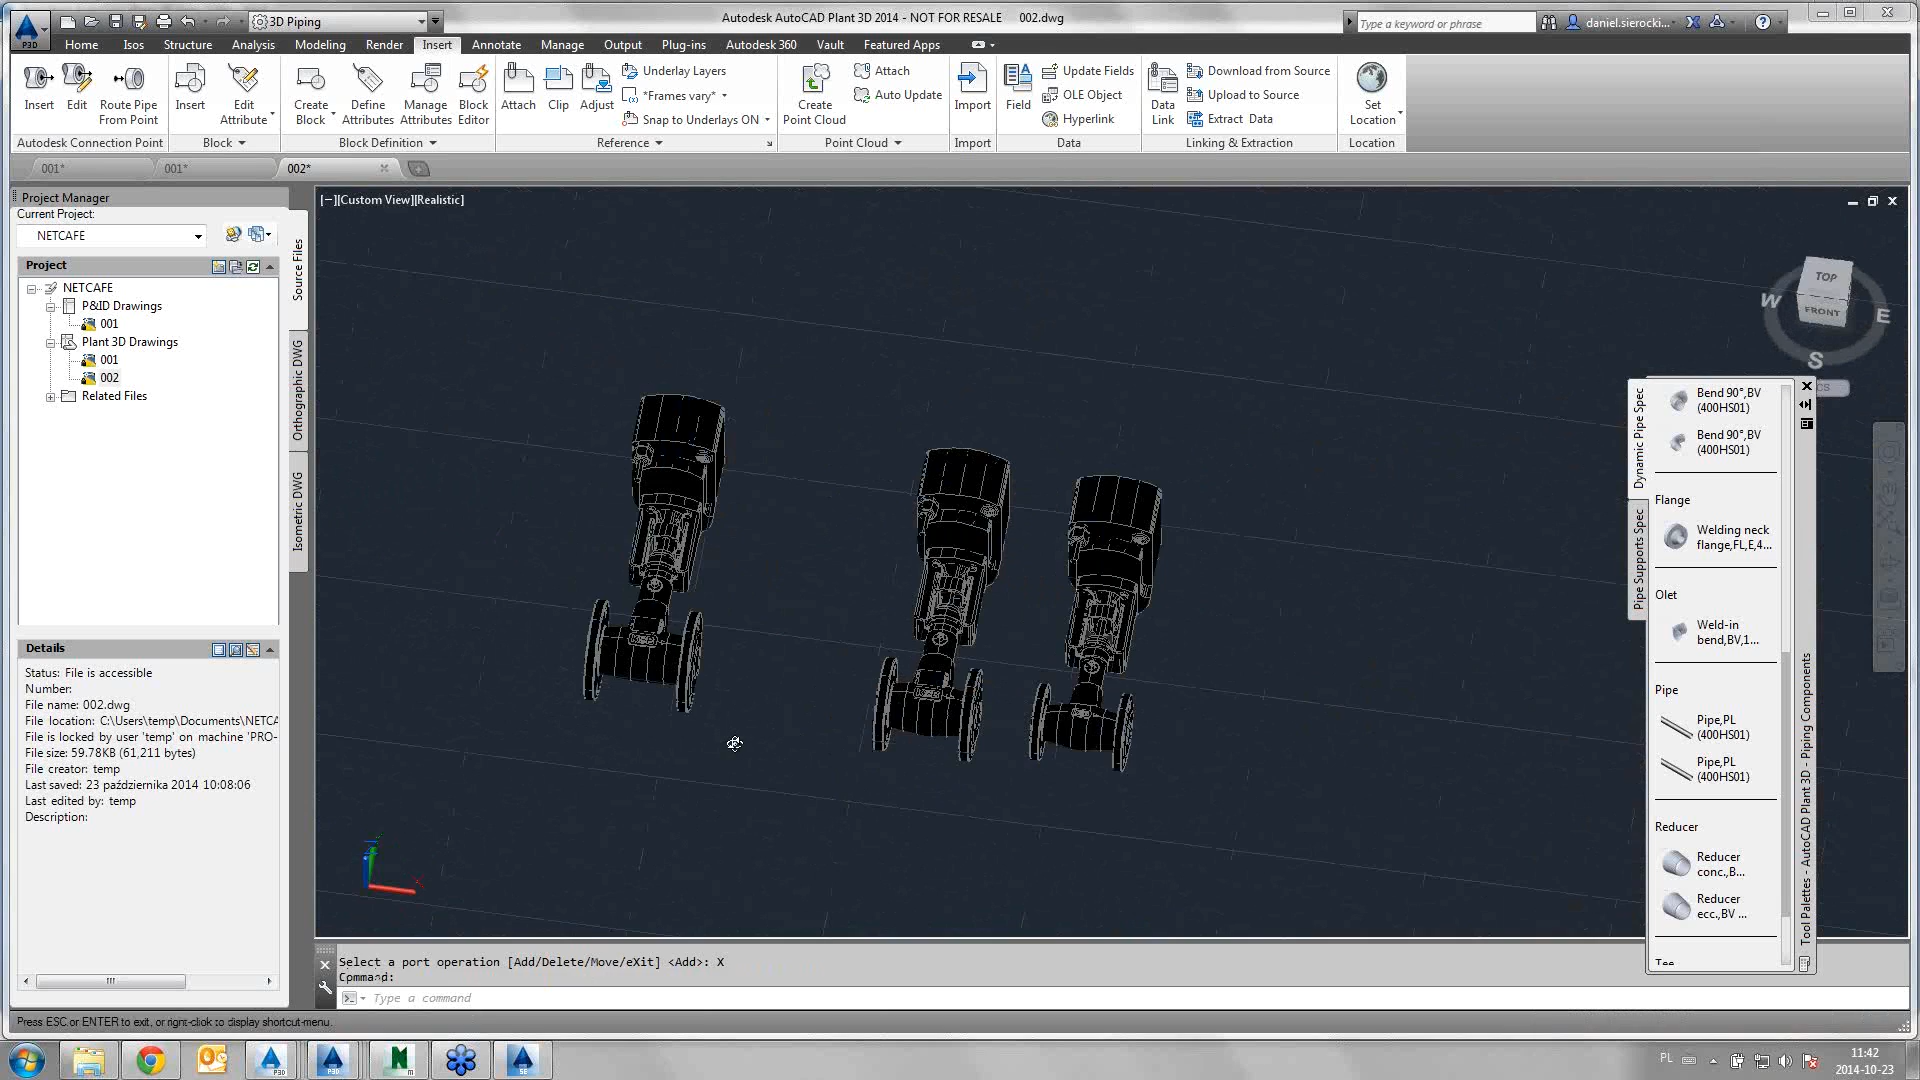 3D Piping
Autodesk AutoCAD Plant 3D 2014 - NOT FOR RESALE 002.dwg
Type a keyword or phrase
daniel.sierocki...
P3D
Home Isos Structure Analysis Modeling Render Insert Annotate Manage Output Plug-ins Autodesk 360 Vault Featured Apps
Insert
Edit
Route Pipe
From Point
Autodesk Connection Point
Insert
Edit
Attribute
Block
Create
Block
Define
Attributes
Manage
Attributes
Block
Editor
Block Definition
Attach
Clip
Adjust
Underlay Layers
*Frames vary*
Snap to Underlays ON
Reference
Create
Point Cloud
Attach
Auto Update
Point Cloud
Import
Import
Field
Update Fields
OLE Object
Hyperlink
Data
Data
Link
Download from Source
Upload to Source
Extract Data
Linking & Extraction
Set
Location
Location
001*
001*
002*
Project Manager
Current Project:
NETCAFE
Project
NETCAFE
P&ID Drawings
001
Plant 3D Drawings
001
002
Related Files
Source Files
Orthographic DWG
Isometric DWG
Details
Status: File is accessible
Number:
File name: 002.dwg
File location: C:\Users\temp\Documents\NETCA
File is locked by user 'temp' on machine 'PRO-
File size: 59.78KB (61,211 bytes)
File creator: temp
Last saved: 23 października 2014 10:08:06
Last edited by: temp
Description:
[−][Custom View][Realistic]
TOP
FRONT
W
E
S
Dynamic Pipe Spec
Pipe Supports Spec
Bend 90°,BV
(400HS01)
Bend 90°,BV
(400HS01)
Flange
Welding neck
flange,FL,E,4...
Olet
Weld-in
bend,BV,1...
Pipe
Pipe,PL
(400HS01)
Pipe,PL
(400HS01)
Reducer
Reducer
conc.,B...
Reducer
ecc.,BV ...
Tee
Tool Palettes - AutoCAD Plant 3D - Piping Components
Select a port operation [Add/Delete/Move/eXit] <Add>: X
Command:
Type a command
Press ESC or ENTER to exit, or right-click to display shortcut-menu.
PL
11:42
2014-10-23